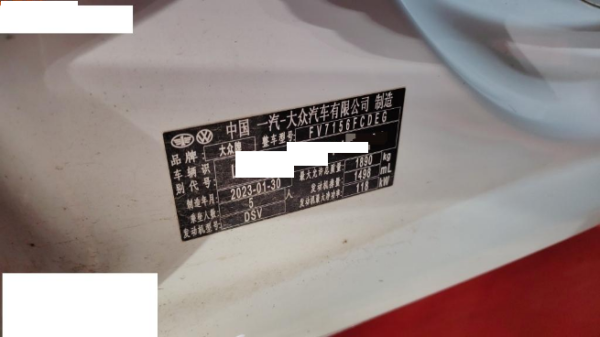 中国 一汽-大众汽车有限公司 制造
品牌: 大众牌 整车型号: FV7156FCDEG
车辆识
别代号:
制造年月: 2023-01-30 最大允许总质量: 1890 kg
乘坐人数: 5 人 发动机排量: 1498 mL
发动机型号: DSV 发动机最大净功率: 118 kW